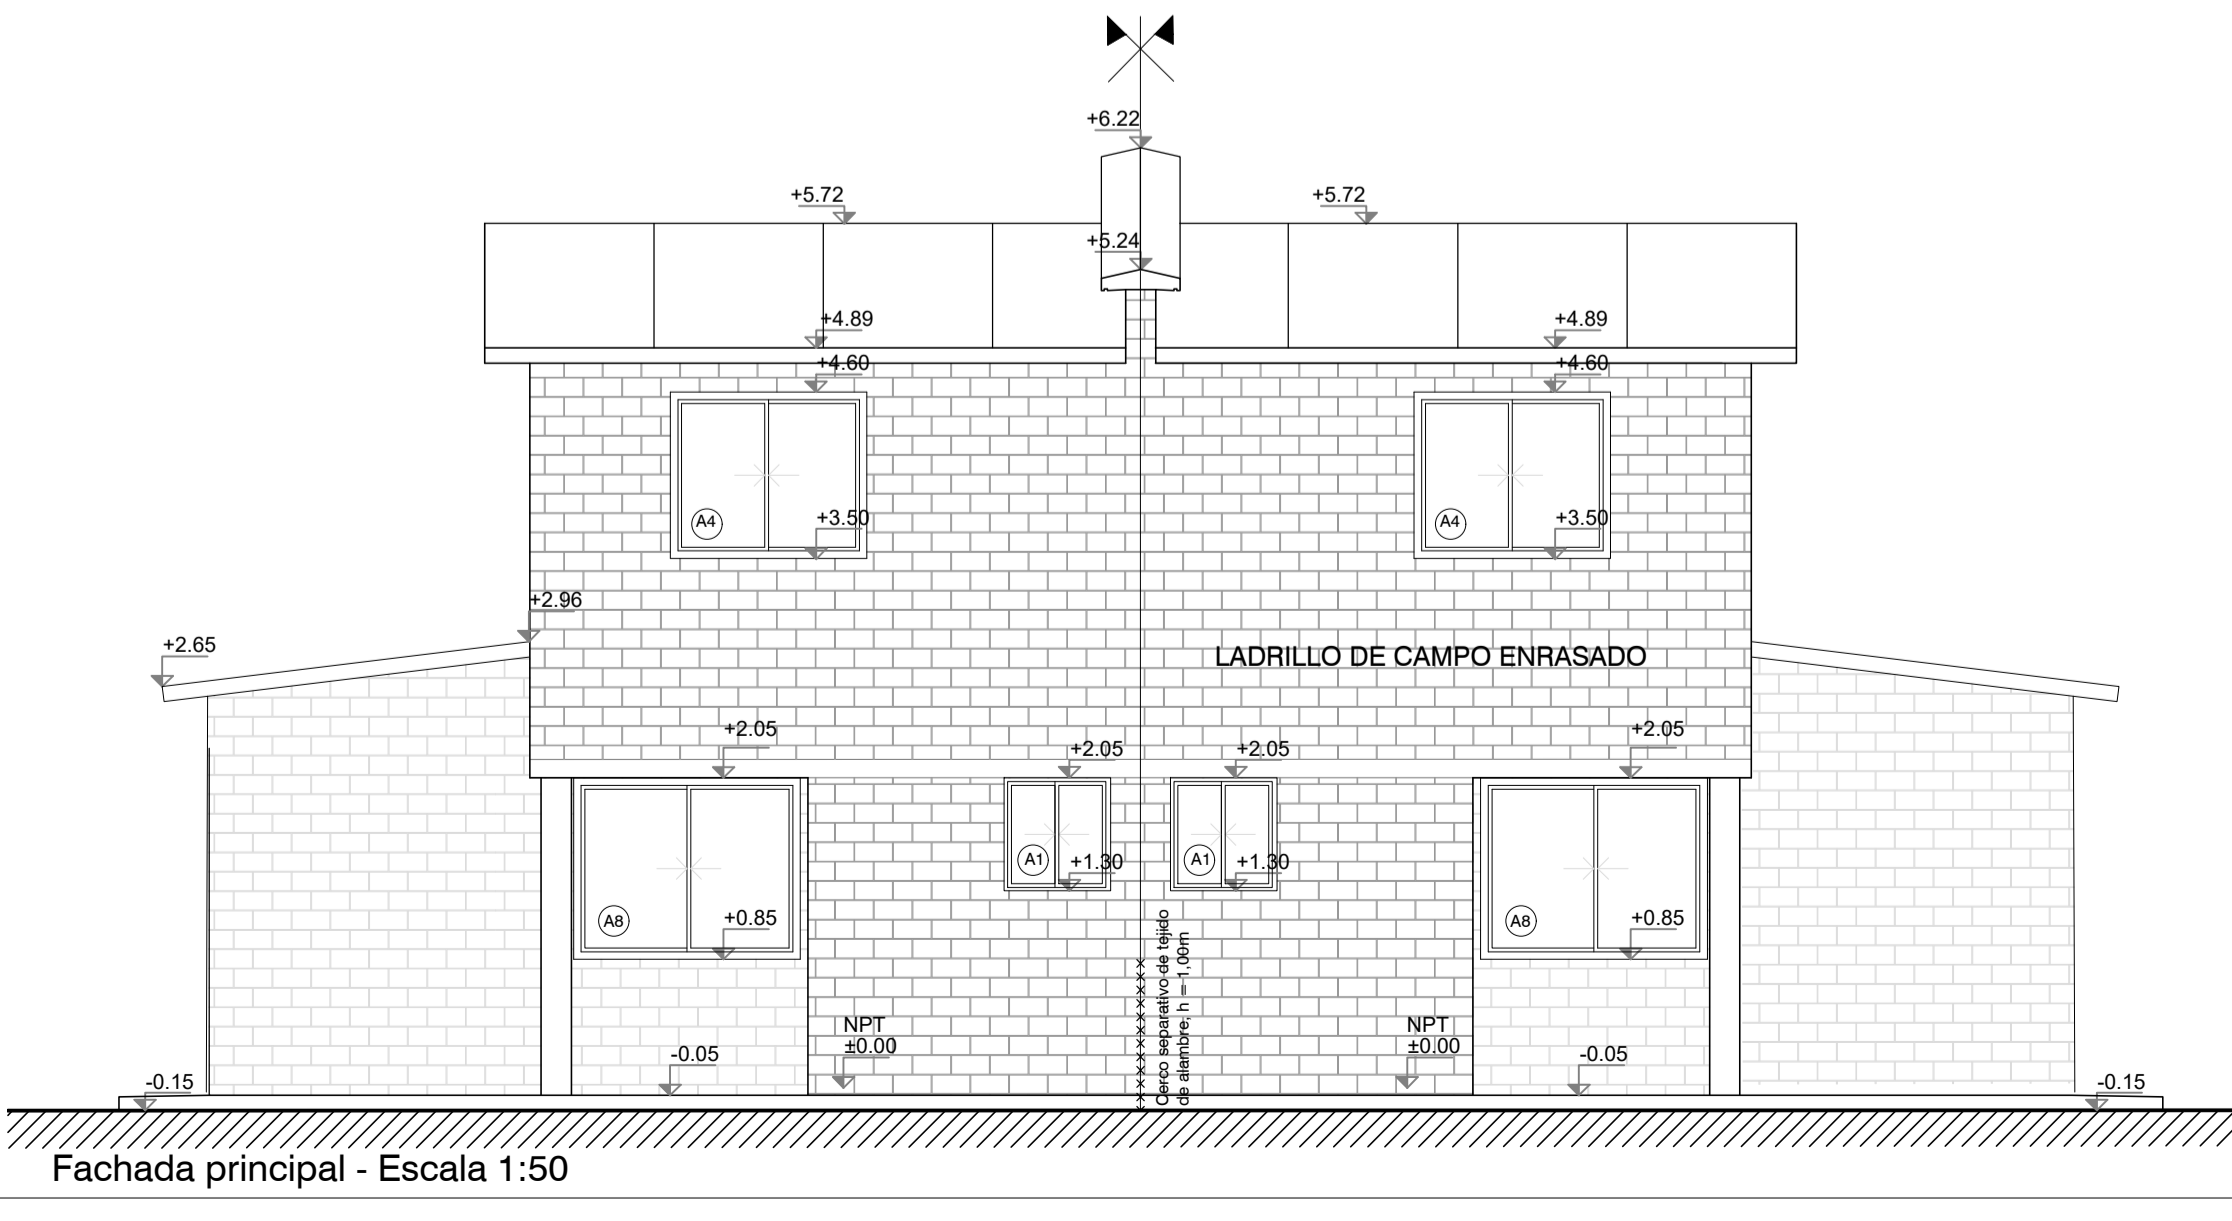 +6.22
+5.72
+5.72
+5.24
+4.89
+4.89
+4.60
+4.60
A4
+3.50
A4
+3.50
+2.96
+2.65
LADRILLO DE CAMPO ENRASADO
+2.05
+2.05
+2.05
+2.05
A1
+1.30
A1
+1.30
A8
+0.85
A8
+0.85
Cerco separativo de tejido
de alambre, h = 1,00m
NPT
±0.00
NPT
±0.00
-0.05
-0.05
-0.15
-0.15
Fachada principal - Escala 1:50